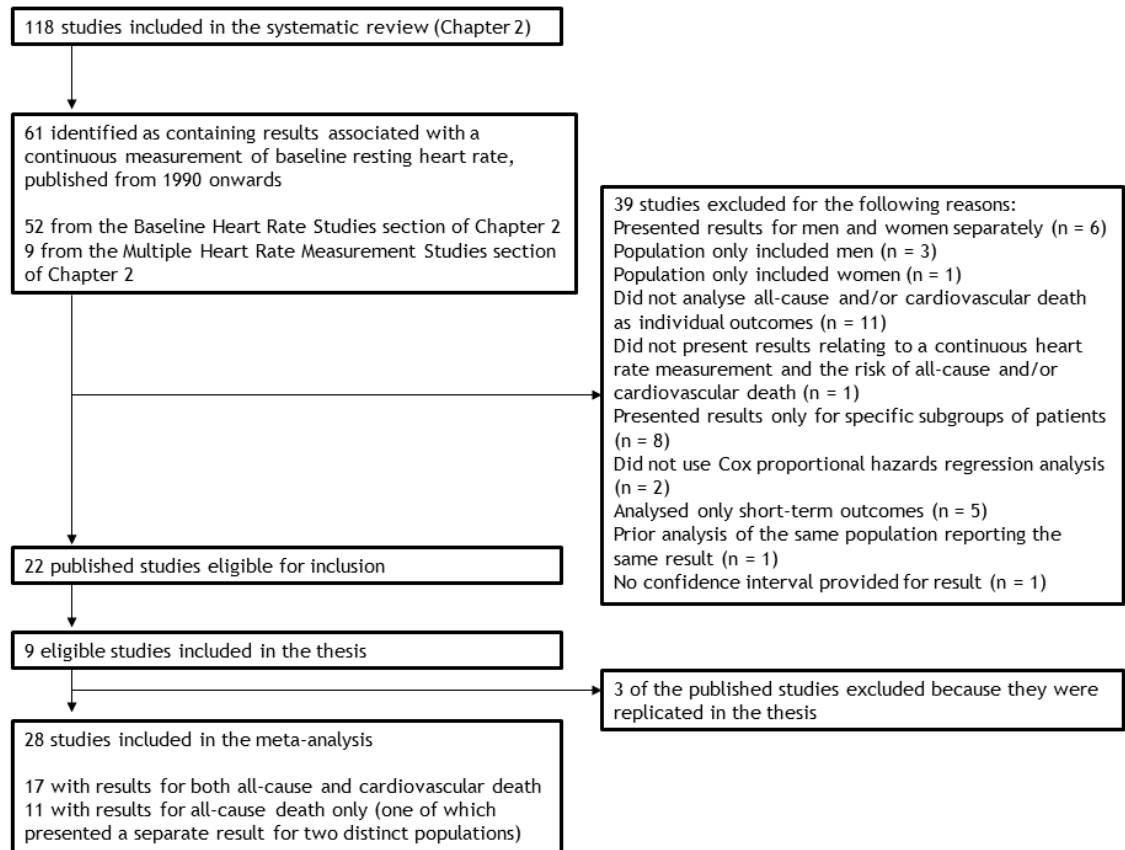 118 studies included in the systematic review (Chapter 2)
61 identified as containing results associated with a
continuous measurement of baseline resting heart rate,
published from 1990 onwards
52 from the Baseline Heart Rate Studies section of Chapter 2
9 from the Multiple Heart Rate Measurement Studies section
of Chapter 2
39 studies excluded for the following reasons:
Presented results for men and women separately (n = 6)
Population only included men (n = 3)
Population only included women (n = 1)
Did not analyse all-cause and/or cardiovascular death
as individual outcomes (n = 11)
Did not present results relating to a continuous heart
rate measurement and the risk of all-cause and/or
cardiovascular death (n = 1)
Presented results only for specific subgroups of patients
(n = 8)
Did not use Cox proportional hazards regression analysis
(n = 2)
Analysed only short-term outcomes (n = 5)
Prior analysis of the same population reporting the
same result (n = 1)
No confidence interval provided for result (n = 1)
22 published studies eligible for inclusion
9 eligible studies included in the thesis
3 of the published studies excluded because they were
replicated in the thesis
28 studies included in the meta-analysis
17 with results for both all-cause and cardiovascular death
11 with results for all-cause death only (one of which
presented a separate result for two distinct populations)